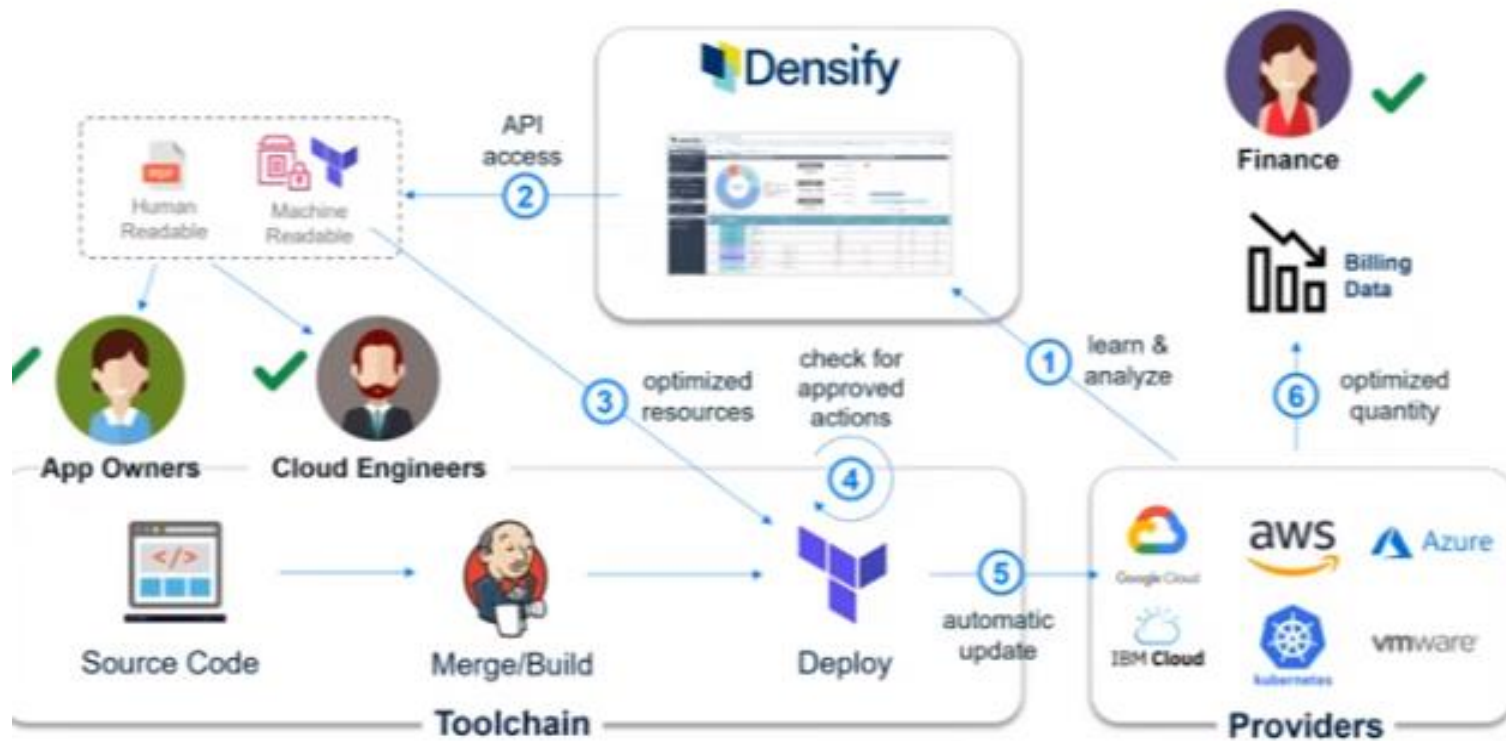 Densify
Finance
API
access
2
PDF
Human
Readable
Machine
Readable
Billing
Data
1
learn &
analyze
check for
approved
actions
3
optimized
resources
4
6
optimized
quantity
App Owners
Cloud Engineers
</>
Source Code
Merge/Build
Deploy
5
automatic
update
Google Cloud
aws
Azure
IBM Cloud
kubernetes
vmware
Toolchain
Providers